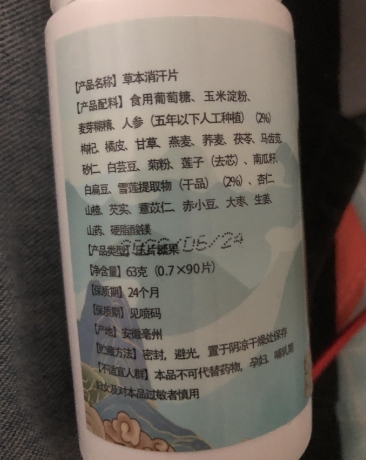 【产品名称】草本消汗片
【产品配料】食用葡萄糖、玉米淀粉、
麦芽糊精、人参（五年以下人工种植）（2%）
枸杞、橘皮、甘草、燕麦、荞麦、茯苓、马齿苋
砂仁、白芸豆、菊粉、莲子（去芯）、南瓜籽
白扁豆、雪莲提取物（干品）（2%）、杏仁
山楂、芡实、薏苡仁、赤小豆、大枣、生姜、
山药、硬脂酸镁
【产品类型】压片糖果
/06/24
【净含量】63克（0.7×90片）
【保质期】24个月
【保质期】见喷码
【产地】安徽亳州
【贮藏方法】密封，避光，置于阴凉干燥处保存
【不适宜人群】本品不可代替药物，孕妇、哺乳期
妇女及对本品过敏者慎用